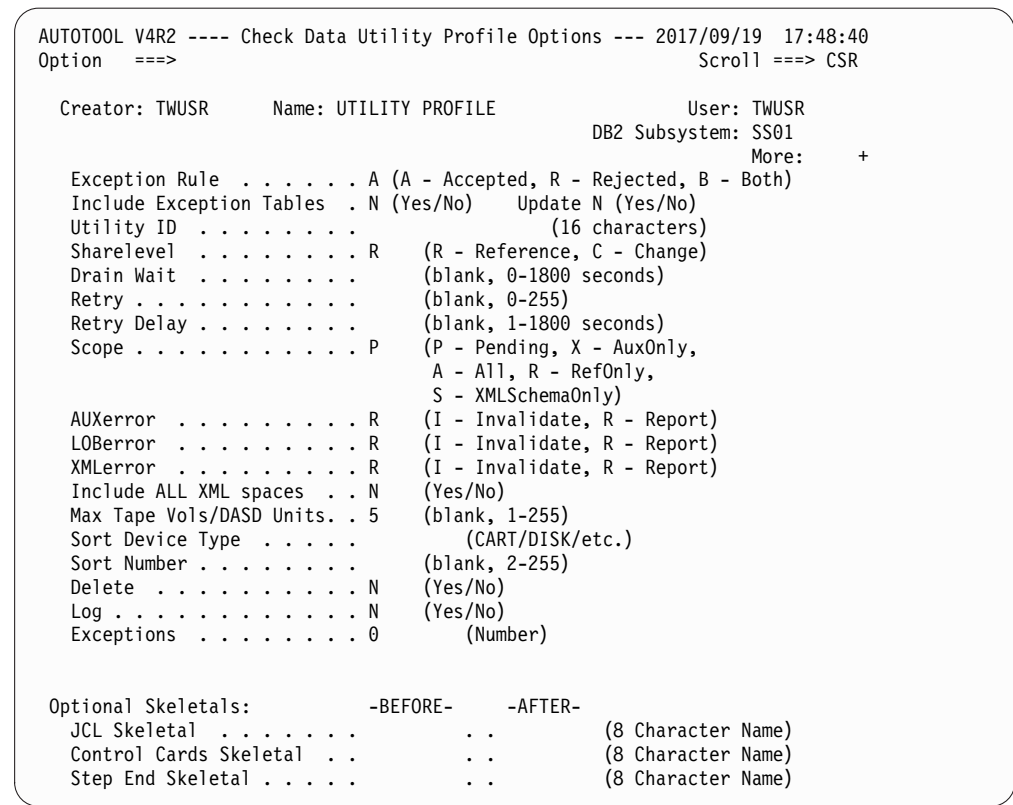 AUTOTOOL V4R2 ---- Check Data Utility Profile Options --- 2017/09/19 17:48:40
Option ===> Scroll ===> CSR
Creator: TWUSR Name: UTILITY PROFILE User: TWUSR
DB2 Subsystem: SS01
More: +
Exception Rule . . . . . . A (A - Accepted, R - Rejected, B - Both)
Include Exception Tables . N (Yes/No) Update N (Yes/No)
Utility ID . . . . . . . . (16 characters)
Sharelevel . . . . . . . . R (R - Reference, C - Change)
Drain Wait . . . . . . . . (blank, 0-1800 seconds)
Retry . . . . . . . . . . . (blank, 0-255)
Retry Delay . . . . . . . . (blank, 1-1800 seconds)
Scope . . . . . . . . . . . P (P - Pending, X - AuxOnly,
A - All, R - RefOnly,
S - XMLSchemaOnly)
AUXerror . . . . . . . . . R (I - Invalidate, R - Report)
LOBerror . . . . . . . . . R (I - Invalidate, R - Report)
XMLerror . . . . . . . . . R (I - Invalidate, R - Report)
Include ALL XML spaces . . N (Yes/No)
Max Tape Vols/DASD Units. . 5 (blank, 1-255)
Sort Device Type . . . . . (CART/DISK/etc.)
Sort Number . . . . . . . . (blank, 2-255)
Delete . . . . . . . . . . N (Yes/No)
Log . . . . . . . . . . . . N (Yes/No)
Exceptions . . . . . . . . 0 (Number)
Optional Skeletals: -BEFORE- -AFTER-
JCL Skeletal . . . . . . . . . (8 Character Name)
Control Cards Skeletal . . . . (8 Character Name)
Step End Skeletal . . . . . . . (8 Character Name)